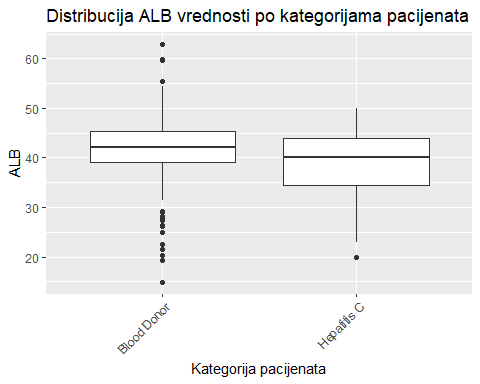 Distribucija ALB vrednosti po kategorijama pacijenata
ALB
60
50
40
30
20
Blood Donor
Hepatitis C
Kategorija pacijenata